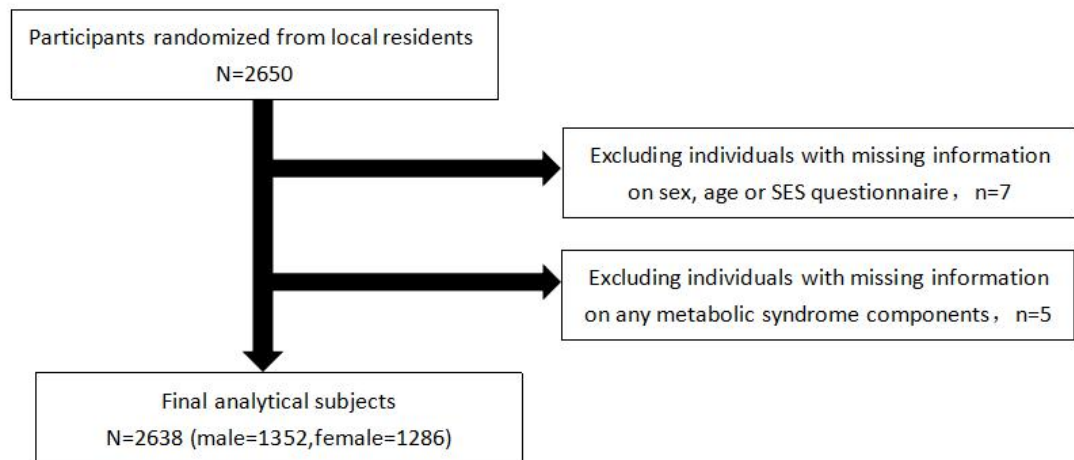 Participants randomized from local residents
N=2650
Excluding individuals with missing information
on sex, age or SES questionnaire，n=7
Excluding individuals with missing information
on any metabolic syndrome components，n=5
Final analytical subjects
N=2638 (male=1352,female=1286)